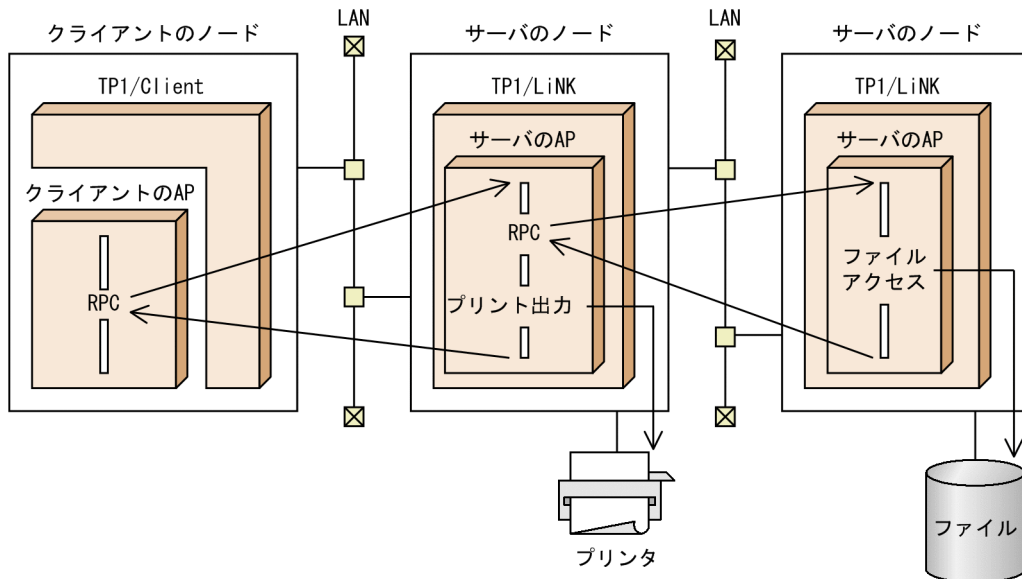 クライアントのノード
LAN
サーバのノード
LAN
サーバのノード
TP1/Client
TP1/LiNK
TP1/LiNK
サーバのAP
サーバのAP
クライアントのAP
RPC
RPC
プリント出力
ファイル
アクセス
プリンタ
ファイル